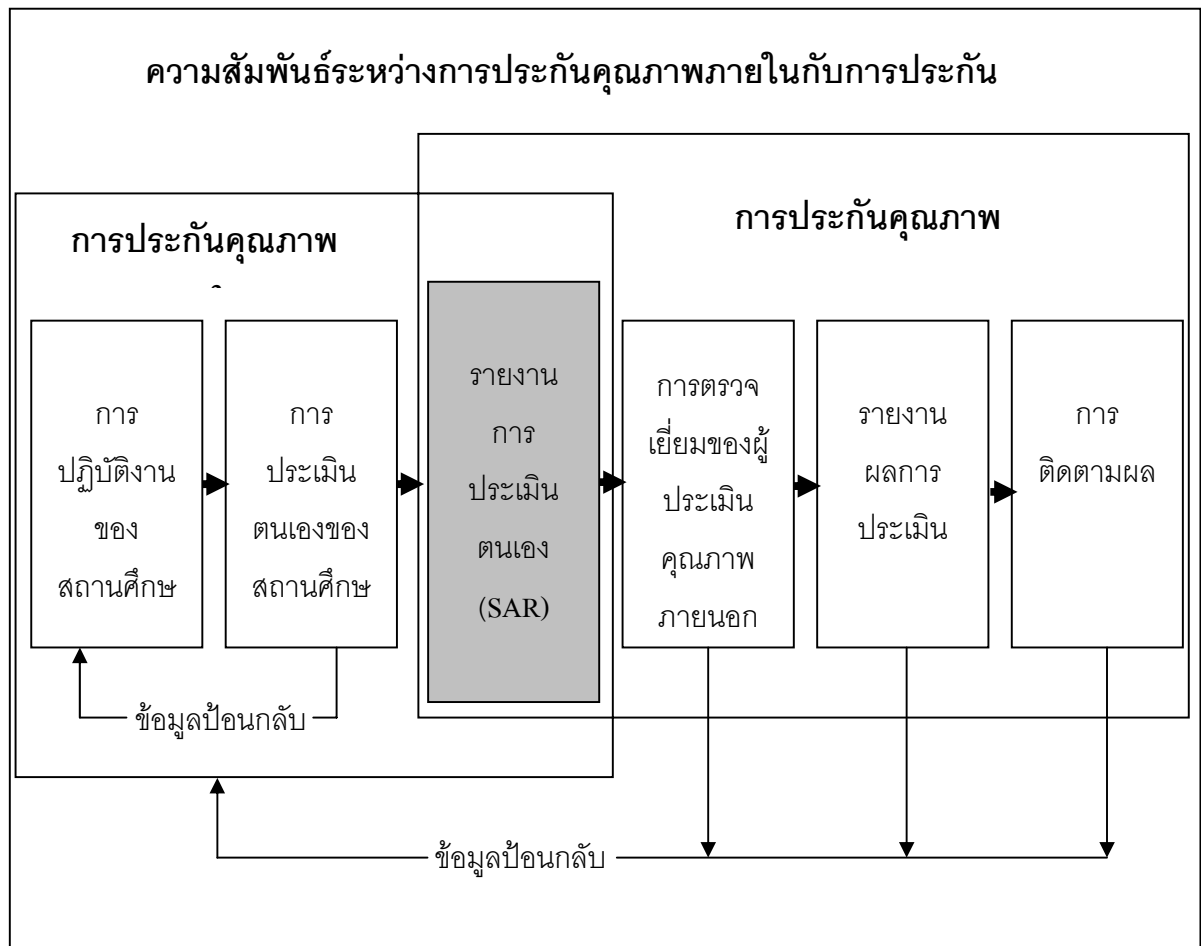 ความสัมพันธ์ระหว่างการประกันคุณภาพภายในกับการประกัน
การประกันคุณภาพ
การประกันคุณภาพ
การ
ปฏิบัติงาน
ของ
สถานศึกษ
การ
ประเมิน
ตนเองของ
สถานศึกษ
รายงาน
การ
ประเมิน
ตนเอง
(SAR)
การตรวจ
เยี่ยมของผู้
ประเมิน
คุณภาพ
ภายนอก
รายงาน
ผลการ
ประเมิน
การ
ติดตามผล
ข้อมูลป้อนกลับ
ข้อมูลป้อนกลับ